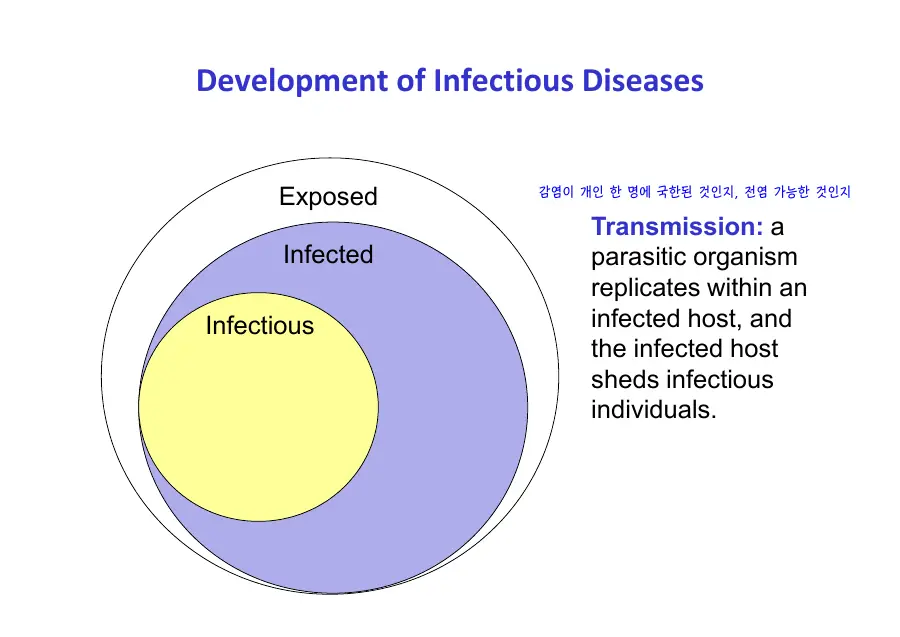 Development of Infectious Diseases
Exposed
Infected
Infectious
감염이 개인 한 명에 국한된 것인지, 전염 가능한 것인지
Transmission: a
parasitic organism
replicates within an
infected host, and
the infected host
sheds infectious
individuals.